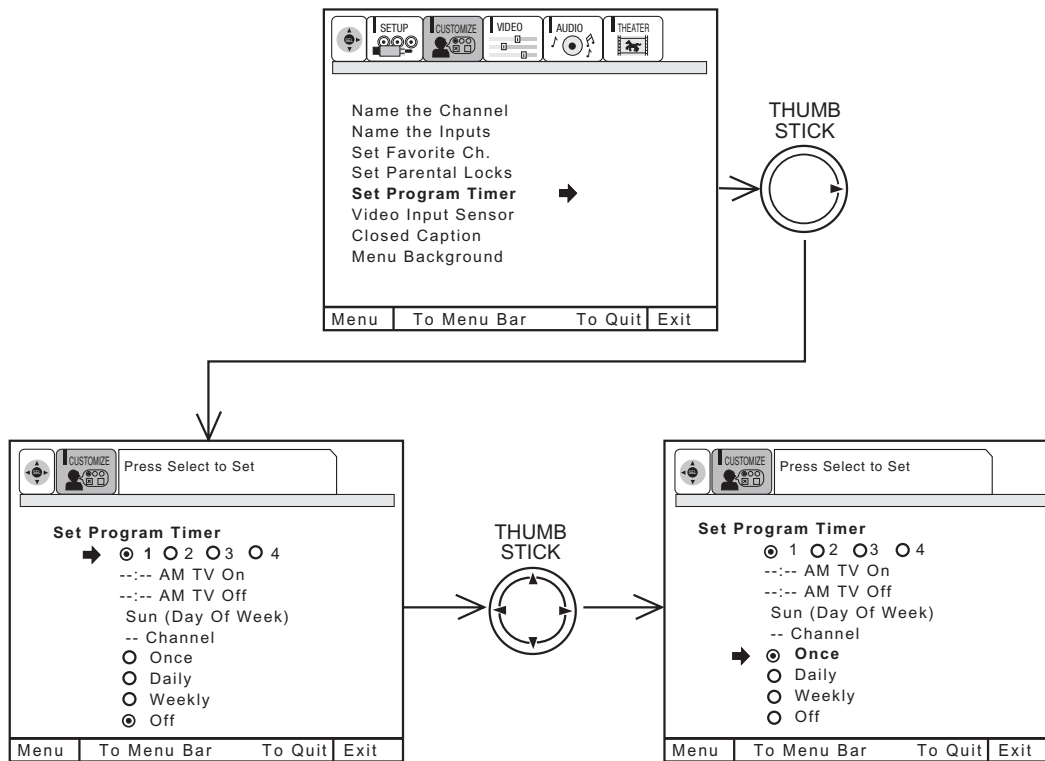 SETUP CUSTOMIZE VIDEO AUDIO THEATER
SEL
Name the Channel
Name the Inputs
Set Favorite Ch.
Set Parental Locks
Set Program Timer
Video Input Sensor
Closed Caption
Menu Background
Menu To Menu Bar To Quit Exit
THUMB
STICK
SEL
CUSTOMIZE
Press Select to Set
Set Program Timer
1 2 3 4
--:-- AM TV On
--:-- AM TV Off
Sun (Day Of Week)
-- Channel
Once
Daily
Weekly
Off
Menu To Menu Bar To Quit Exit
THUMB
STICK
SEL
CUSTOMIZE
Press Select to Set
Set Program Timer
1 2 3 4
--:-- AM TV On
--:-- AM TV Off
Sun (Day Of Week)
-- Channel
Once
Daily
Weekly
Off
Menu To Menu Bar To Quit Exit